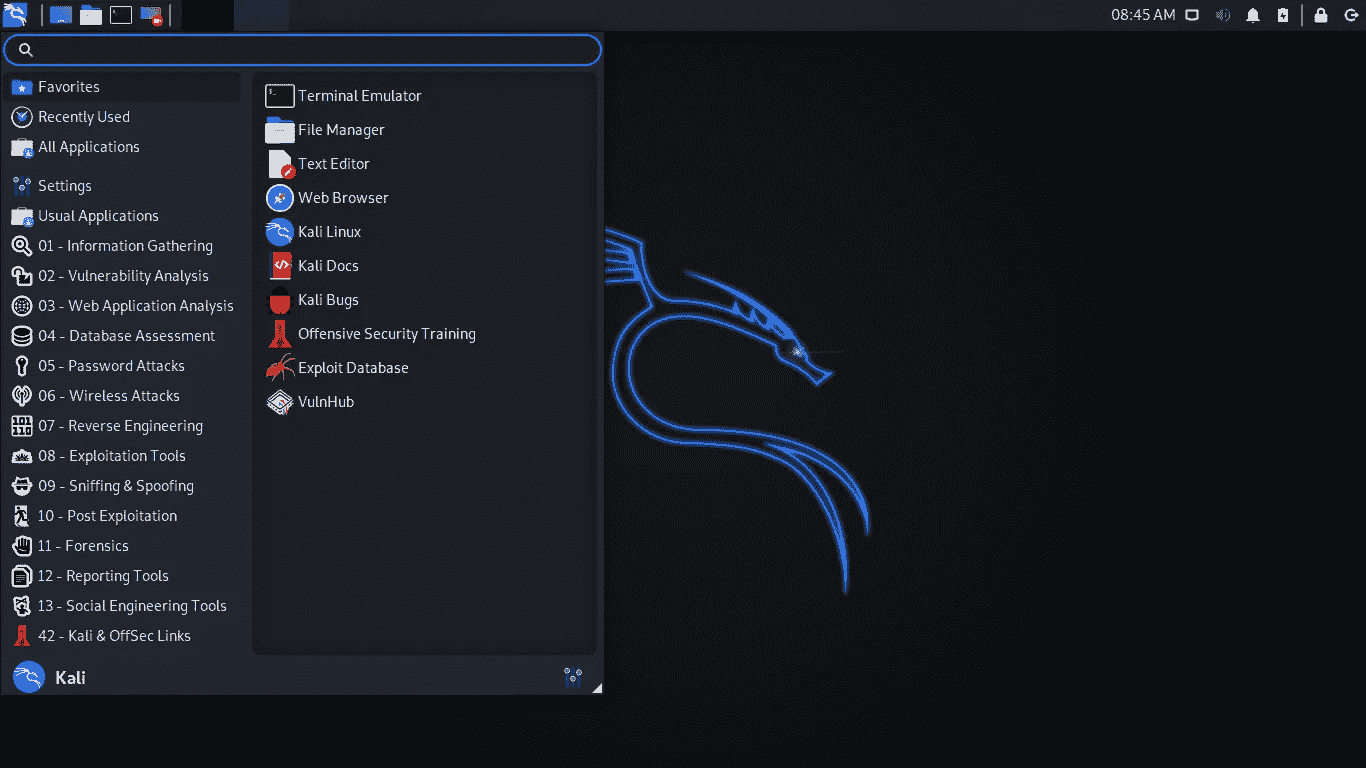 08:45 AM
Favorites
Recently Used
All Applications
Settings
Usual Applications
01 - Information Gathering
02 - Vulnerability Analysis
03 - Web Application Analysis
04 - Database Assessment
05 - Password Attacks
06 - Wireless Attacks
07 - Reverse Engineering
08 - Exploitation Tools
09 - Sniffing & Spoofing
10 - Post Exploitation
11 - Forensics
12 - Reporting Tools
13 - Social Engineering Tools
42 - Kali & OffSec Links
Terminal Emulator
File Manager
Text Editor
Web Browser
Kali Linux
Kali Docs
Kali Bugs
Offensive Security Training
Exploit Database
VulnHub
Kali